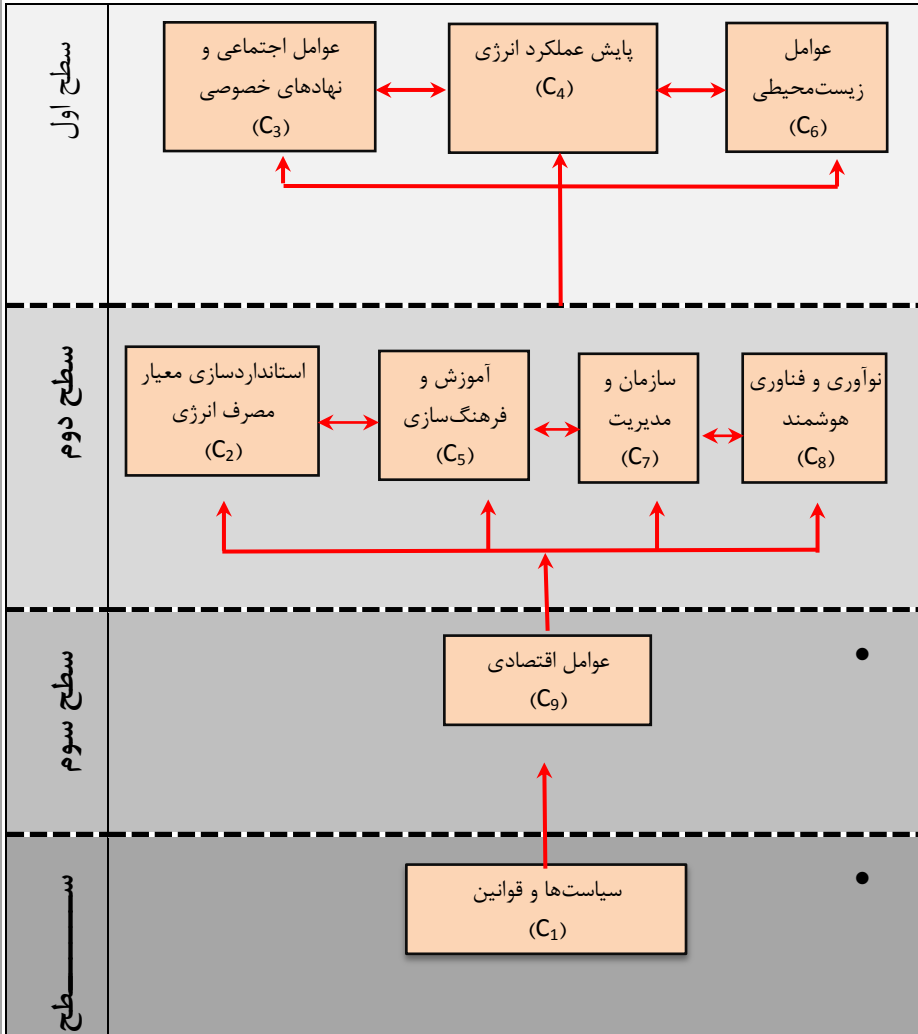 سطح اول
عوامل
زیست‌محیطی
(C₆)
پایش عملکرد انرژی
(C₄)
عوامل اجتماعی و
نهادهای خصوصی
(C₃)
سطح دوم
نوآوری و فناوری
هوشمند
(C₈)
سازمان و
مدیریت
(C₇)
آموزش و
فرهنگ‌سازی
(C₅)
استانداردسازی معیار
مصرف انرژی
(C₂)
سطح سوم
عوامل اقتصادی
(C₉)
ســـــــطح
سیاست‌ها و قوانین
(C₁)